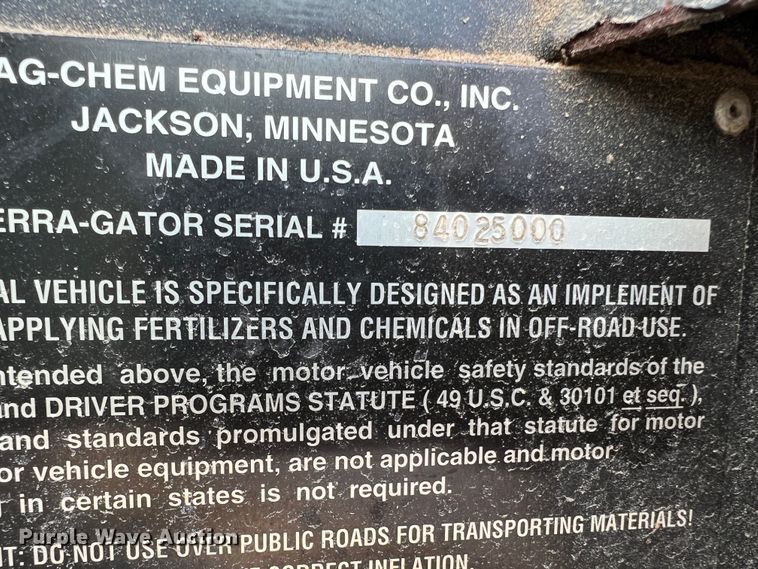 AG-CHEM EQUIPMENT CO., INC.
JACKSON, MINNESOTA
MADE IN U.S.A.
ERRA-GATOR SERIAL # 84025000
AL VEHICLE IS SPECIFICALLY DESIGNED AS AN IMPLEMENT OF
APPLYING FERTILIZERS AND CHEMICALS IN OFF-ROAD USE.
ntended above, the motor vehicle safety standards of the
and DRIVER PROGRAMS STATUTE ( 49 U.S.C. & 30101 et seq. ),
and standards promulgated under that statute for motor
or vehicle equipment, are not applicable and motor
in certain states is not required.
T: DO NOT USE OVER PUBLIC ROADS FOR TRANSPORTING MATERIALS!
CORRECT INFLATION.
Purple Wave Auction